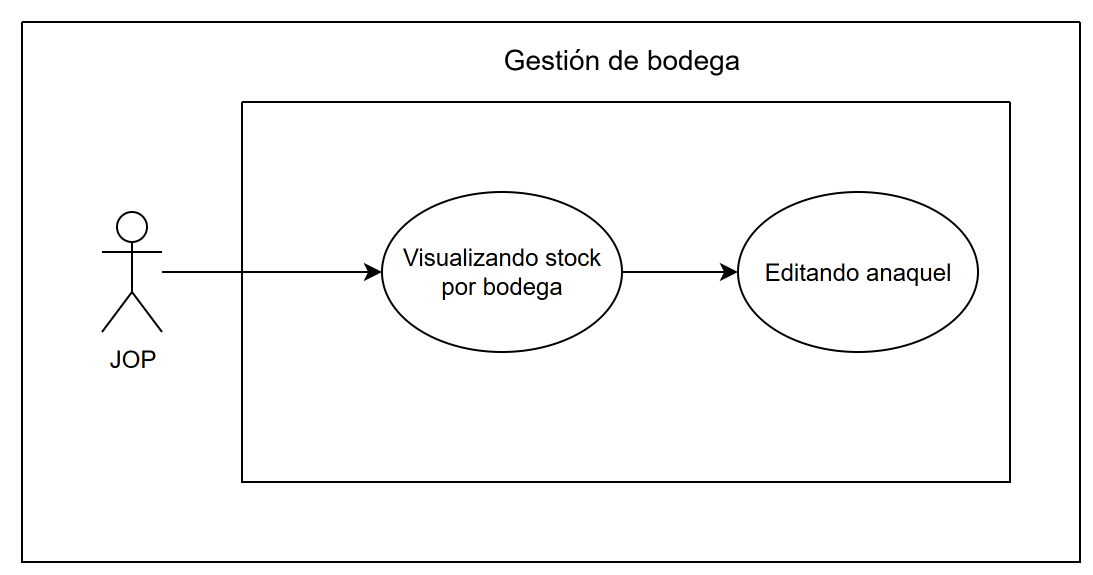 Gestión de bodega
Visualizando stock
por bodega
Editando anaquel
JOP